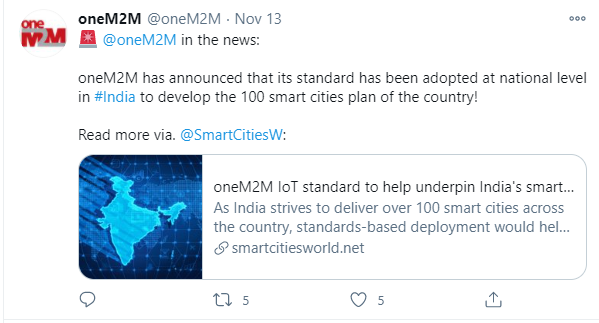 one
M2M
oneM2M @oneM2M · Nov 13
🚨 @oneM2M in the news:
oneM2M has announced that its standard has been adopted at national level
in #India to develop the 100 smart cities plan of the country!
Read more via. @SmartCitiesW:
oneM2M IoT standard to help underpin India's smart...
As India strives to deliver over 100 smart cities across
the country, standards-based deployment would hel...
smartcitiesworld.net
5 5